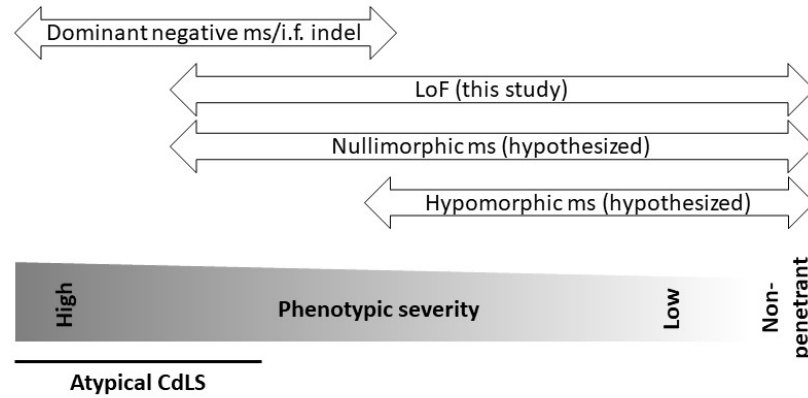 Dominant negative ms/i.f. indel
LoF (this study)
Nullimorphic ms (hypothesized)
Hypomorphic ms (hypothesized)
High
Phenotypic severity
Low
Non-
penetrant
Atypical CdLS